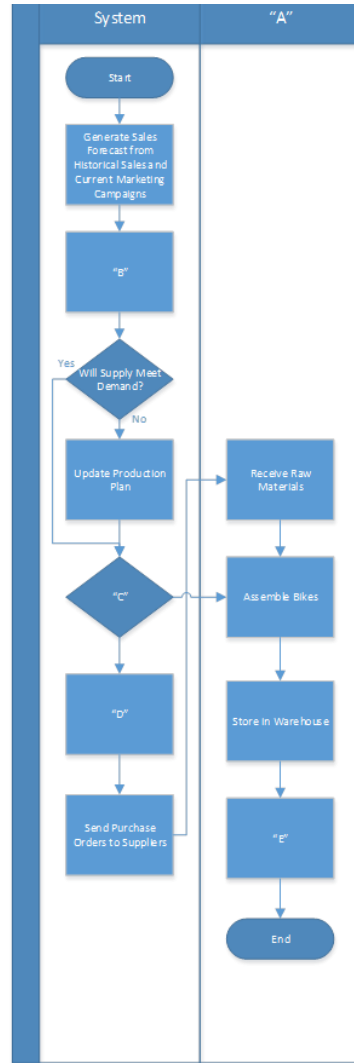 System
"A"
Start
Generate Sales
Forecast from
Historical Sales and
Current Marketing
Campaigns
"B"
Yes
Will Supply Meet
Demand?
No
Update Production
Plan
Receive Raw
Materials
"C"
Assemble Bikes
"D"
Store In Warehouse
Send Purchase
Orders to Suppliers
"E"
End